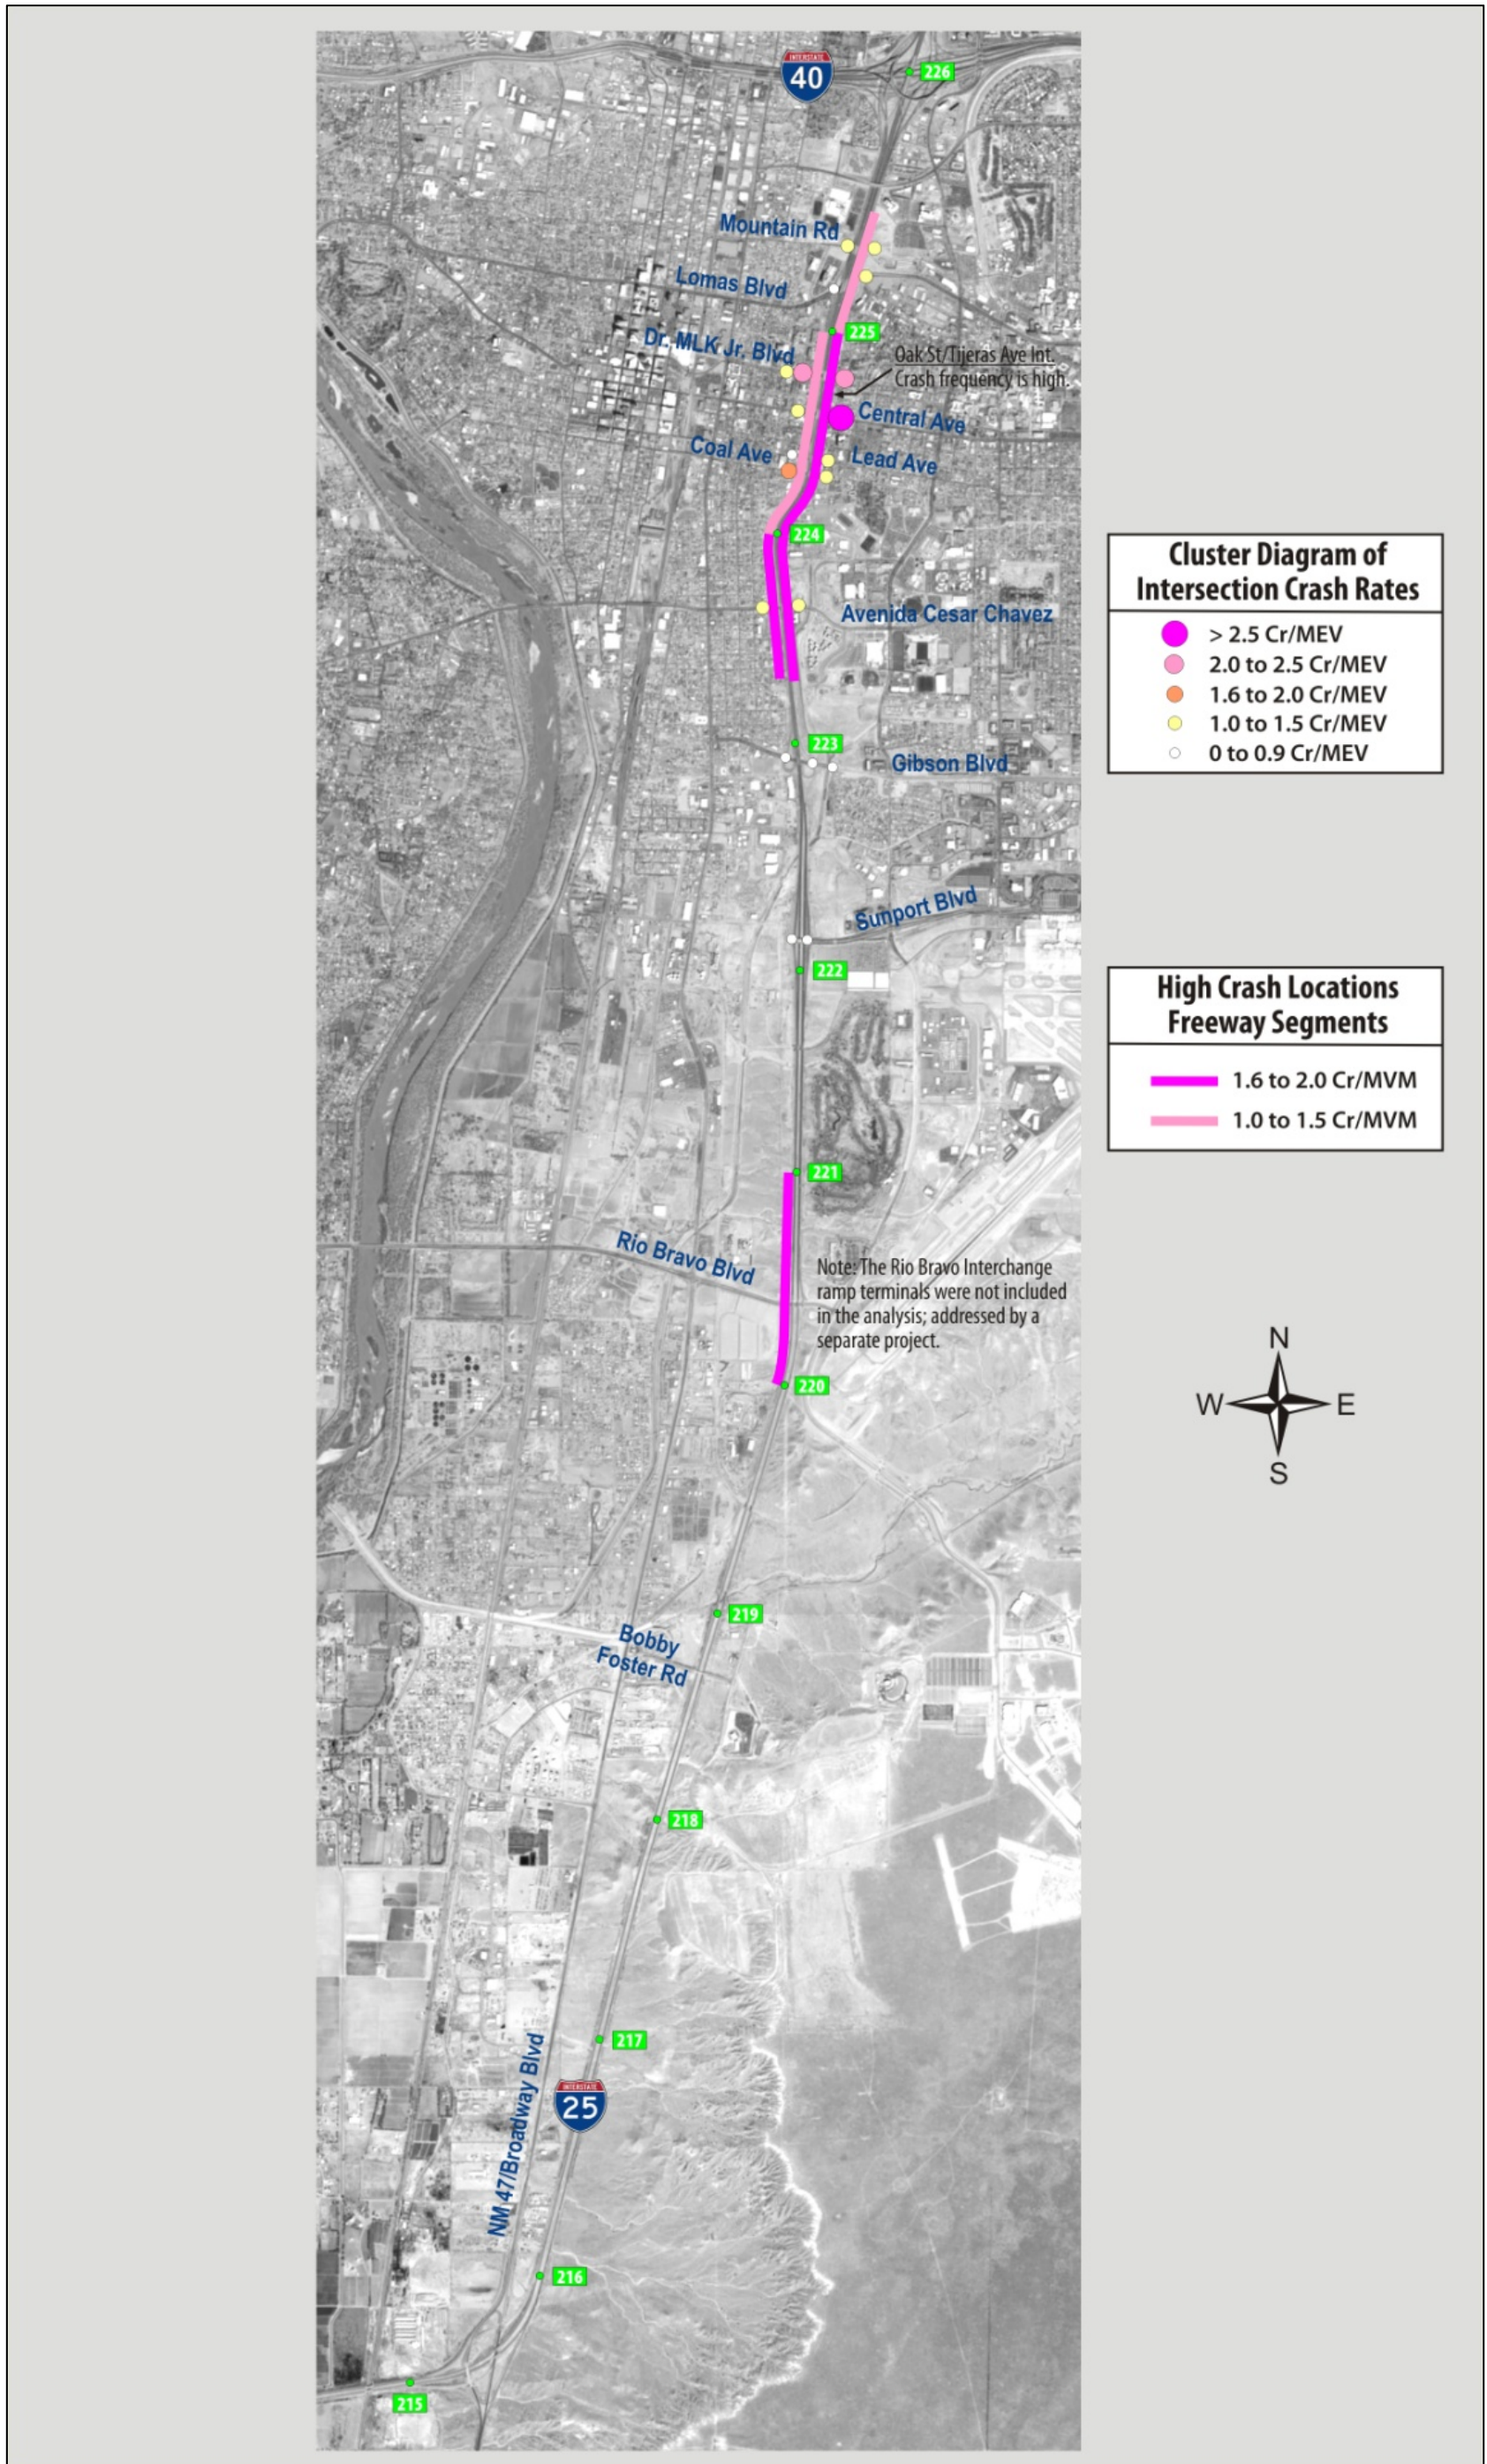 INTERSTATE
40
226
Mountain Rd
Lomas Blvd
225
Dr. MLK Jr. Blvd
Oak St/Tijeras Ave Int.
Crash frequency is high.
Central Ave
Coal Ave
Lead Ave
224
Avenida Cesar Chavez
223
Gibson Blvd
Sunport Blvd
222
221
Rio Bravo Blvd
Note: The Rio Bravo Interchange
ramp terminals were not included
in the analysis; addressed by a
separate project.
220
219
Bobby
Foster Rd
218
217
NM 47/Broadway Blvd
INTERSTATE
25
216
215
Cluster Diagram of
Intersection Crash Rates
> 2.5 Cr/MEV
2.0 to 2.5 Cr/MEV
1.6 to 2.0 Cr/MEV
1.0 to 1.5 Cr/MEV
0 to 0.9 Cr/MEV
High Crash Locations
Freeway Segments
1.6 to 2.0 Cr/MVM
1.0 to 1.5 Cr/MVM
N
W E
S